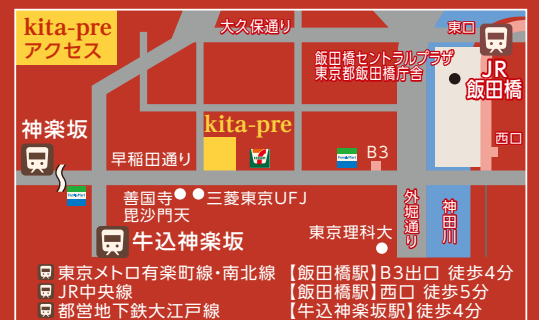 kita-pre
アクセス
大久保通り
東口
飯田橋セントラルプラザ
東京都飯田橋庁舎
JR
飯田橋
神楽坂
kita-pre
早稲田通り
FamilyMart
B3
西口
FamilyMart
善国寺
毘沙門天
三菱東京UFJ
外堀通り
神田川
牛込神楽坂
東京理科大
東京メトロ有楽町線・南北線 【飯田橋駅】B3出口 徒歩4分
JR中央線 【飯田橋駅】西口 徒歩5分
都営地下鉄大江戸線 【牛込神楽坂駅】徒歩4分